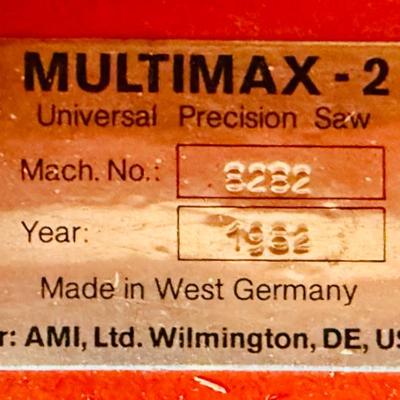 MULTIMAX - 2
Universal Precision Saw
Mach. No.: 8282
Year: 1982
Made in West Germany
r: AMI, Ltd. Wilmington, DE, US